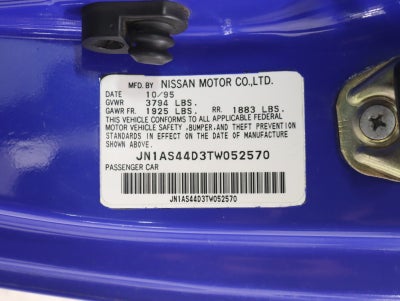 MFD. BY NISSAN MOTOR CO.,LTD.
DATE 10/95
GVWR 3794 LBS.
GAWR FR. 1925 LBS. RR. 1883 LBS.
THIS VEHICLE CONFORMS TO ALL APPLICABLE FEDERAL
MOTOR VEHICLE SAFETY ,BUMPER,AND THEFT PREVENTION
STANDARDS IN EFFECT ON THE DATE OF MANUFACTURE
SHOWN ABOVE.
JN1AS44D3TW052570
PASSENGER CAR
JN1AS44D3TW052570